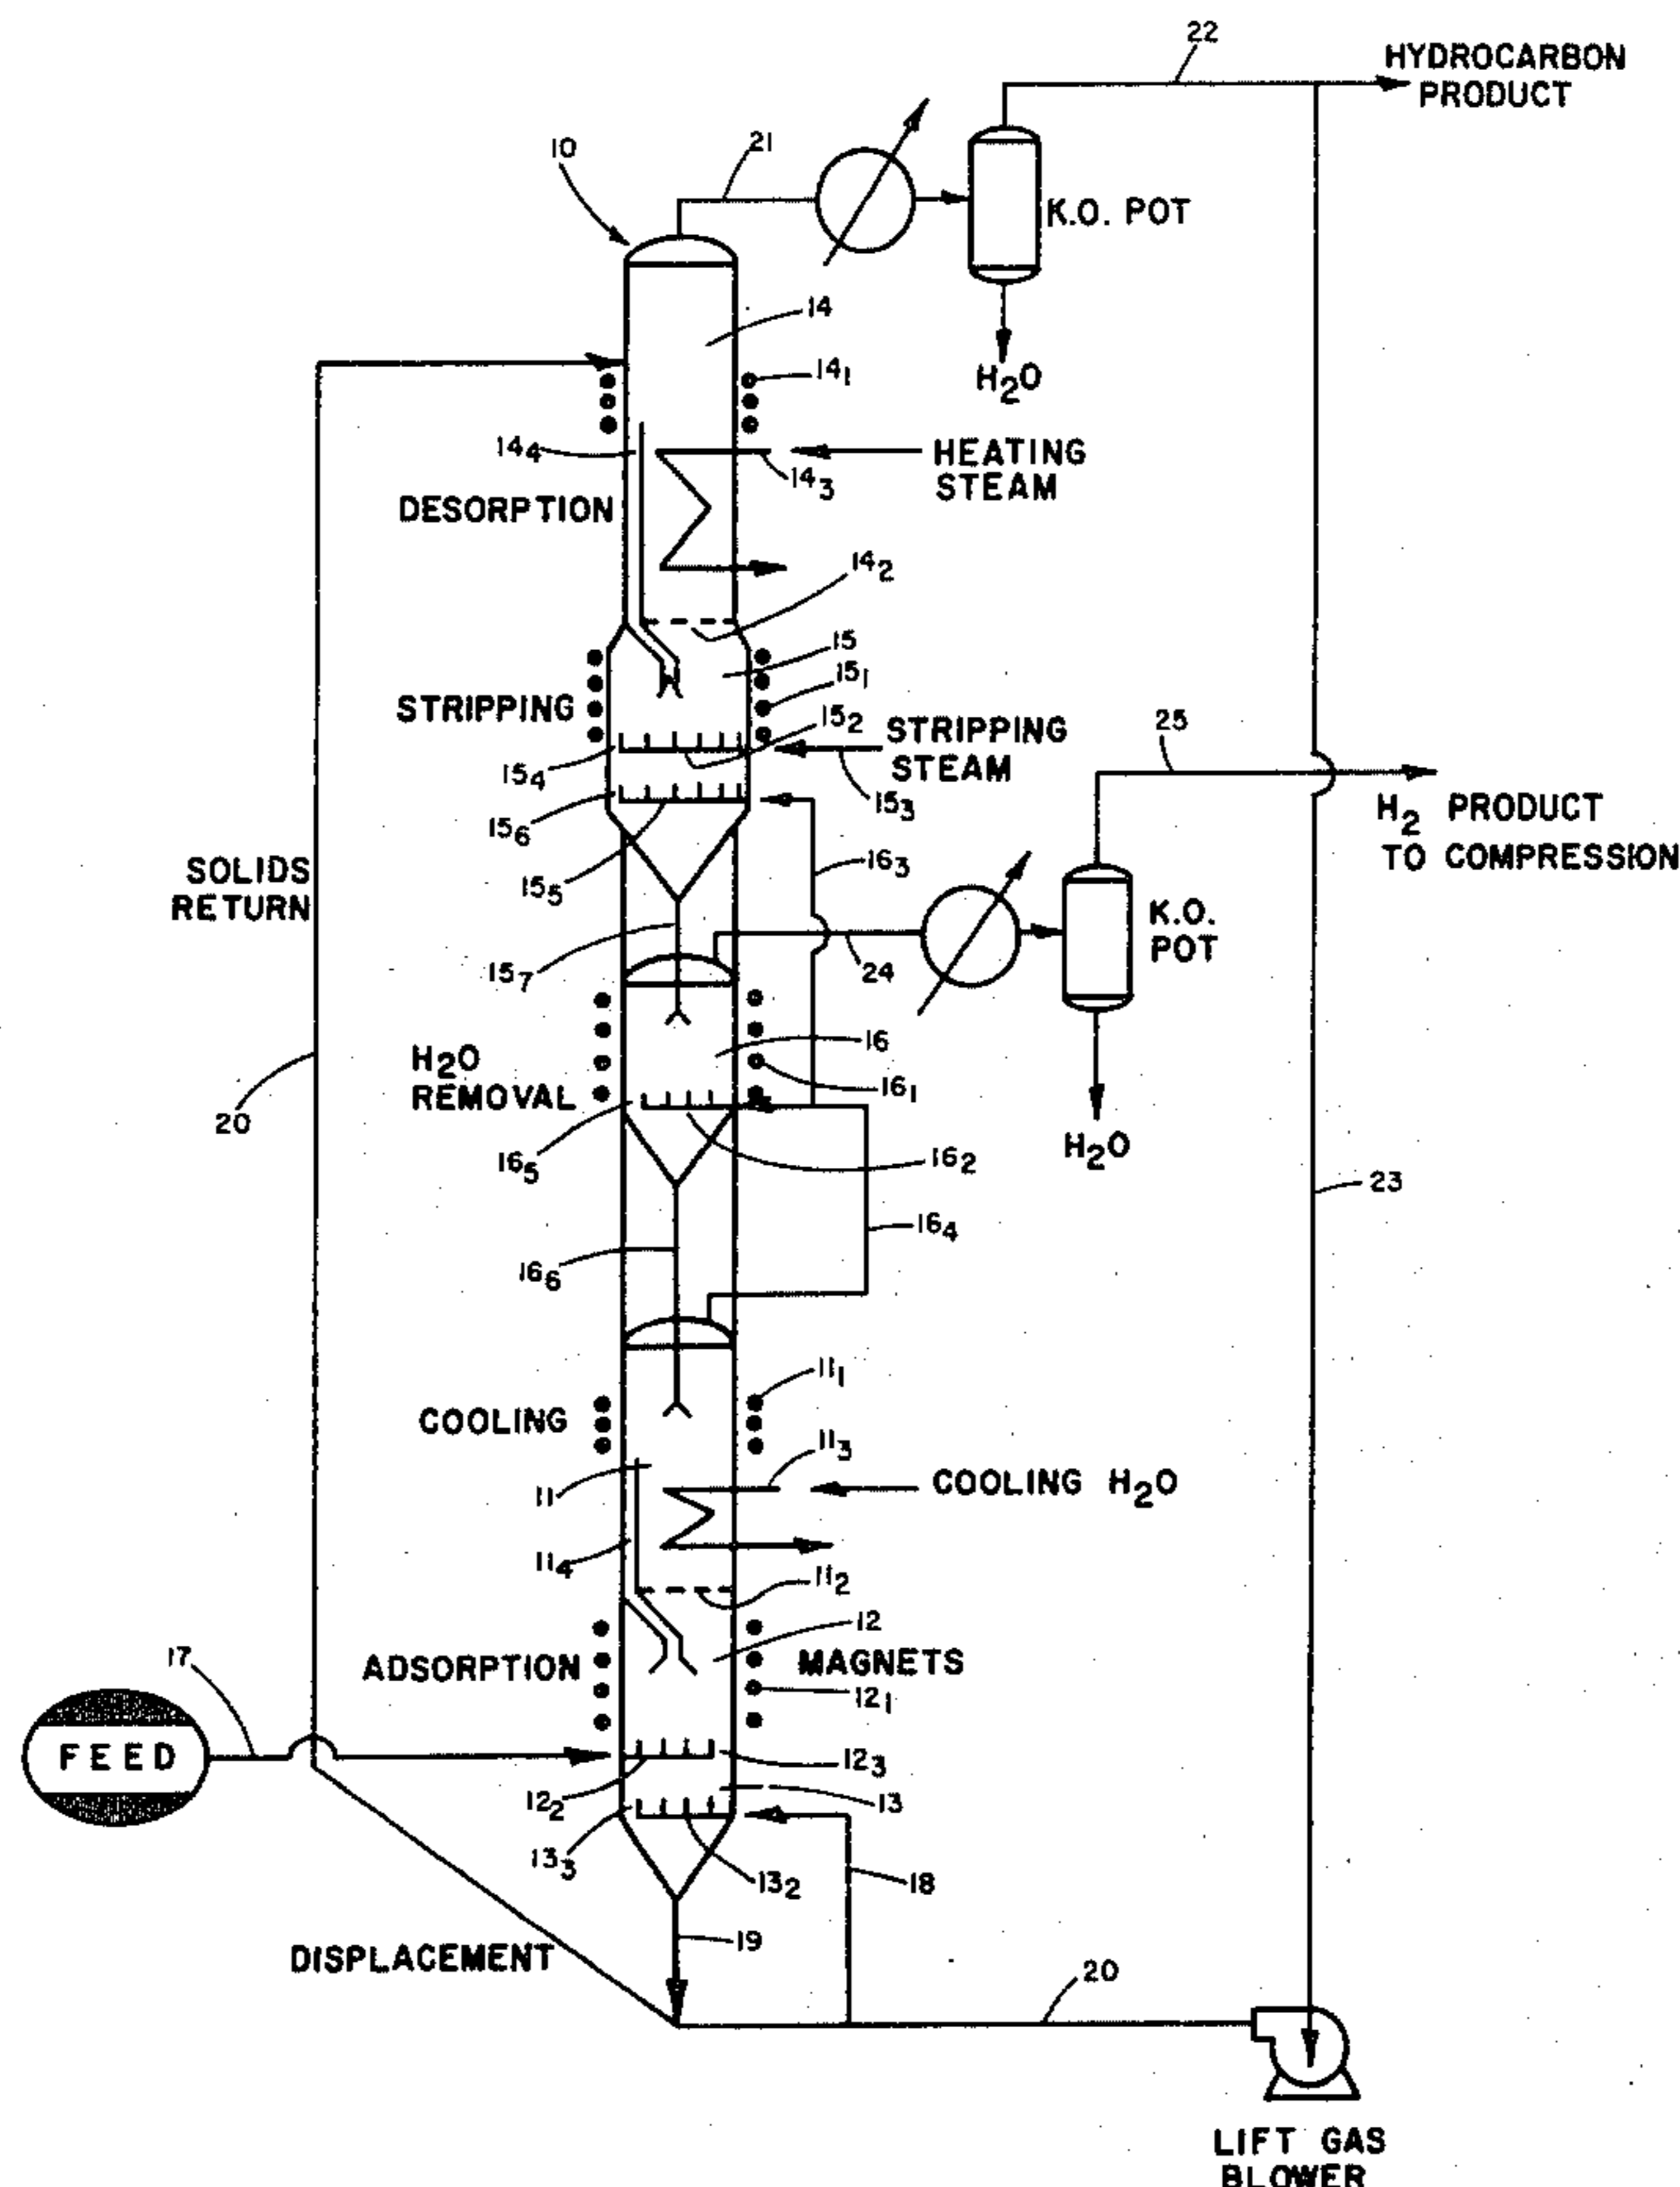 22
HYDROCARBON
PRODUCT
10
21
K.O. POT
14
H2O
14₁
14₄
HEATING
STEAM
14₃
DESORPTION
14₂
15
15₁
STRIPPING
15₂
STRIPPING
STEAM
25
15₄
15₃
H2 PRODUCT
TO COMPRESSION
15₆
16₃
SOLIDS
RETURN
15₅
K.O.
POT
15₇
24
16
H2O
REMOVAL
16₁
20
H2O
16₅
16₂
23
16₄
16₆
11₁
COOLING
11₃
COOLING H2O
11
11₄
11₂
12
17
ADSORPTION
MAGNETS
12₁
FEED
12₃
12₂
13
13₃
13₂
18
19
DISPLACEMENT
20
LIFT GAS
BLOWER